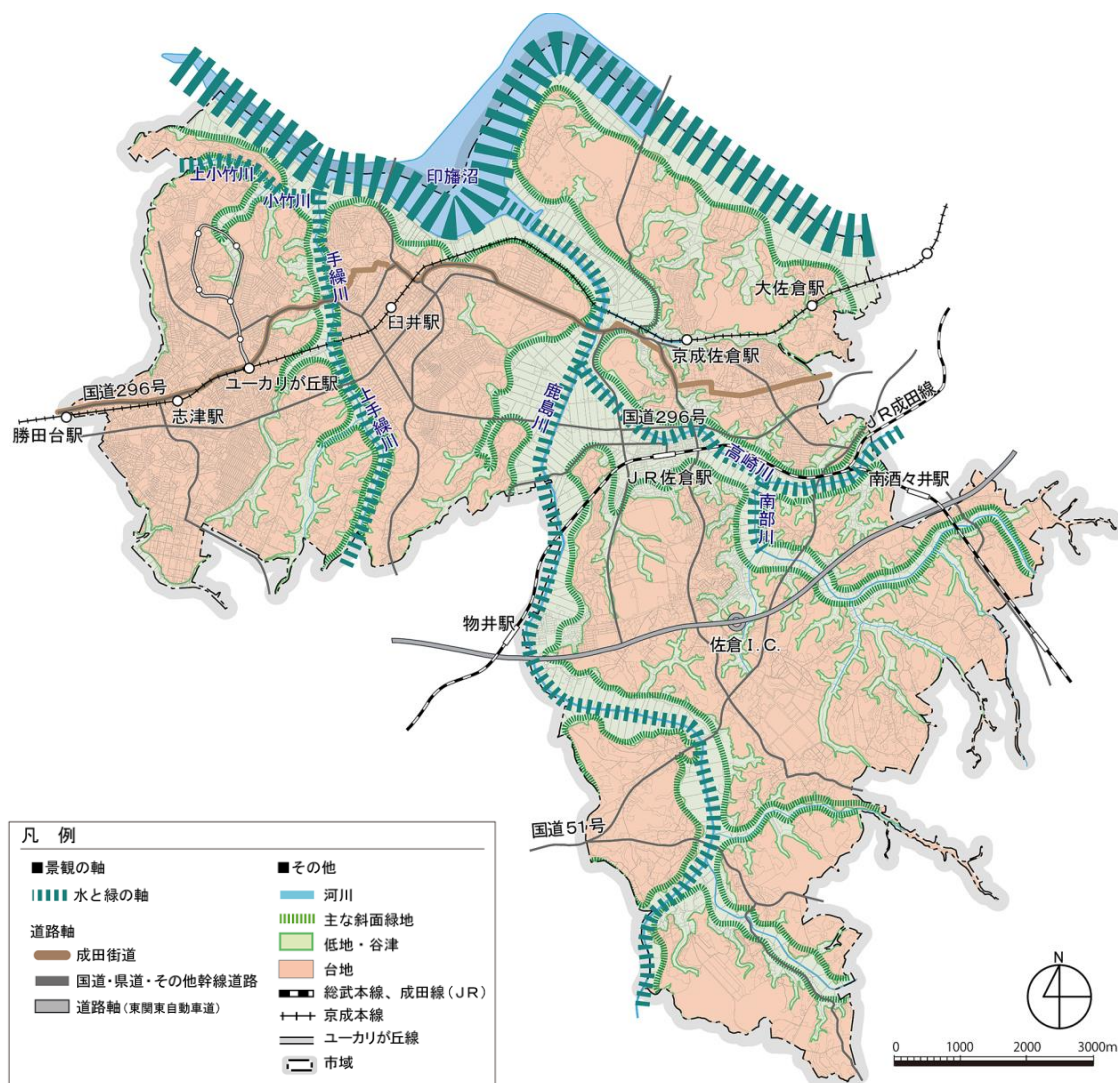 印旛沼
上小竹川
小竹川
手繰川
大佐倉駅
臼井駅
京成佐倉駅
ユーカリが丘駅
国道296号
志津駅
勝田台駅
上手繰川
鹿島川
国道296号
JR成田線
高崎川
JR佐倉駅
南酒々井駅
南部川
物井駅
佐倉I.C.
国道51号
凡 例
■景観の軸
水と緑の軸
道路軸
成田街道
国道・県道・その他幹線道路
道路軸(東関東自動車道)
■その他
河川
主な斜面緑地
低地・谷津
台地
総武本線、成田線(JR)
京成本線
ユーカリが丘線
市域
N
0 1000 2000 3000m